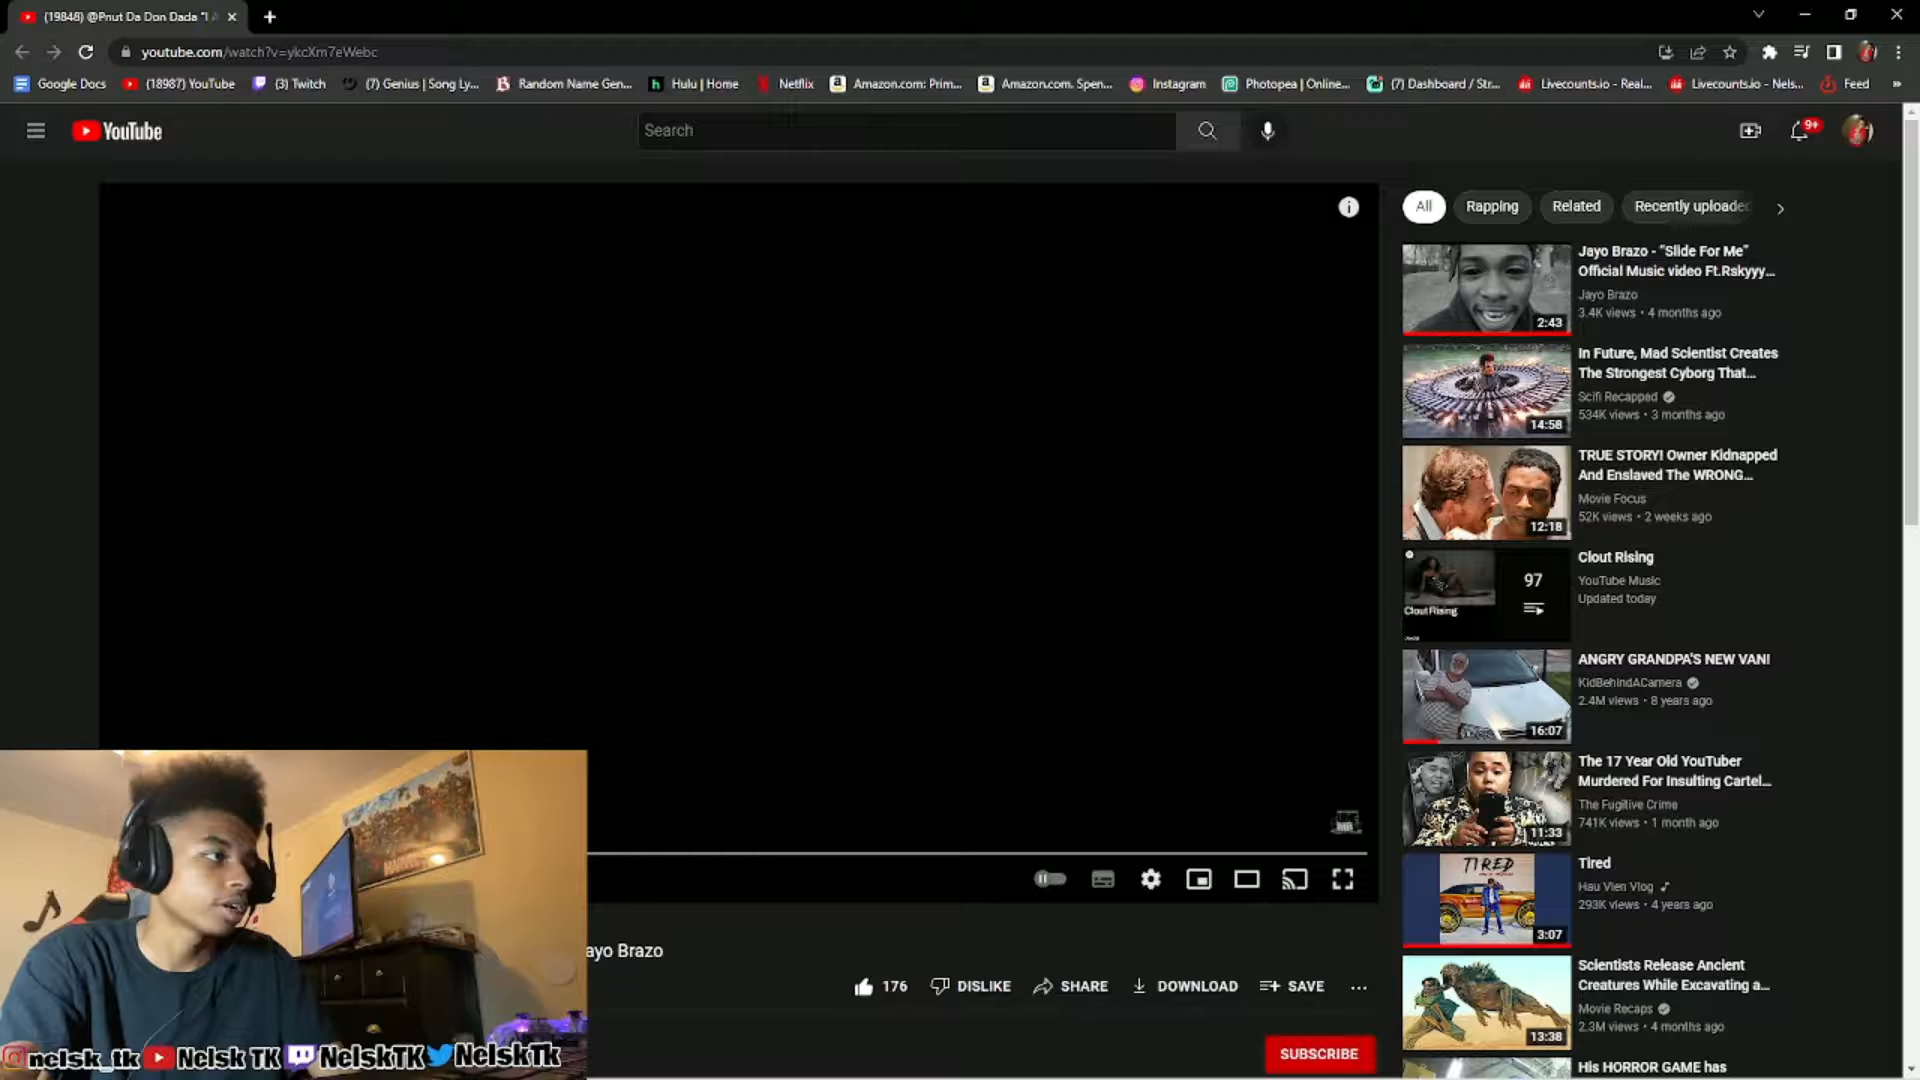 (19848) @Pnut Da Don Dada "I A
youtube.com/watch?v=ykcXm7eWebc
Google Docs
(18987) YouTube
(3) Twitch
(7) Genius | Song Ly...
Random Name Gen...
Hulu | Home
Netflix
Amazon.com: Prim...
Amazon.com. Spen...
Instagram
Photopea | Online...
(7) Dashboard / Str...
Livecounts.io - Real...
Livecounts.io - Nels...
Feed
»
YouTube
Search
9+
All
Rapping
Related
Recently uploaded
Jayo Brazo - "Slide For Me"
Official Music video Ft.Rskyyy...
Jayo Brazo
3.4K views • 4 months ago
2:43
In Future, Mad Scientist Creates
The Strongest Cyborg That...
Scifi Recapped
534K views • 3 months ago
14:58
TRUE STORY! Owner Kidnapped
And Enslaved The WRONG...
Movie Focus
52K views • 2 weeks ago
12:18
Clout Rising
YouTube Music
Updated today
97
Clout Rising
ANGRY GRANDPA'S NEW VAN!
KidBehindACamera
2.4M views • 8 years ago
16:07
The 17 Year Old YouTuber
Murdered For Insulting Cartel...
The Fugitive Crime
741K views • 1 month ago
11:33
TIRED
Tired
Hau Vien Vlog
293K views • 4 years ago
3:07
Scientists Release Ancient
Creatures While Excavating a...
Movie Recaps
2.3M views • 4 months ago
13:38
His HORROR GAME has
ayo Brazo
176
DISLIKE
SHARE
DOWNLOAD
SAVE
SUBSCRIBE
nelsk_tk
Nelsk TK
NelskTK
NelskTk